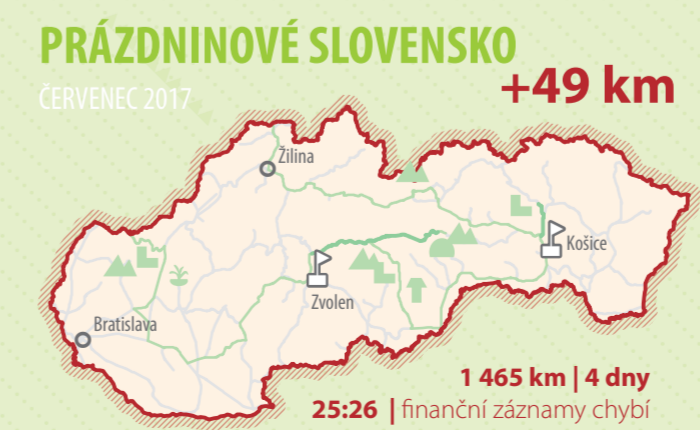 PRÁZDNINOVÉ SLOVENSKO
+49 km
ČERVENEC 2017
Žilina
Košice
Zvolen
Bratislava
1 465 km | 4 dny
25:26 | finanční záznamy chybí